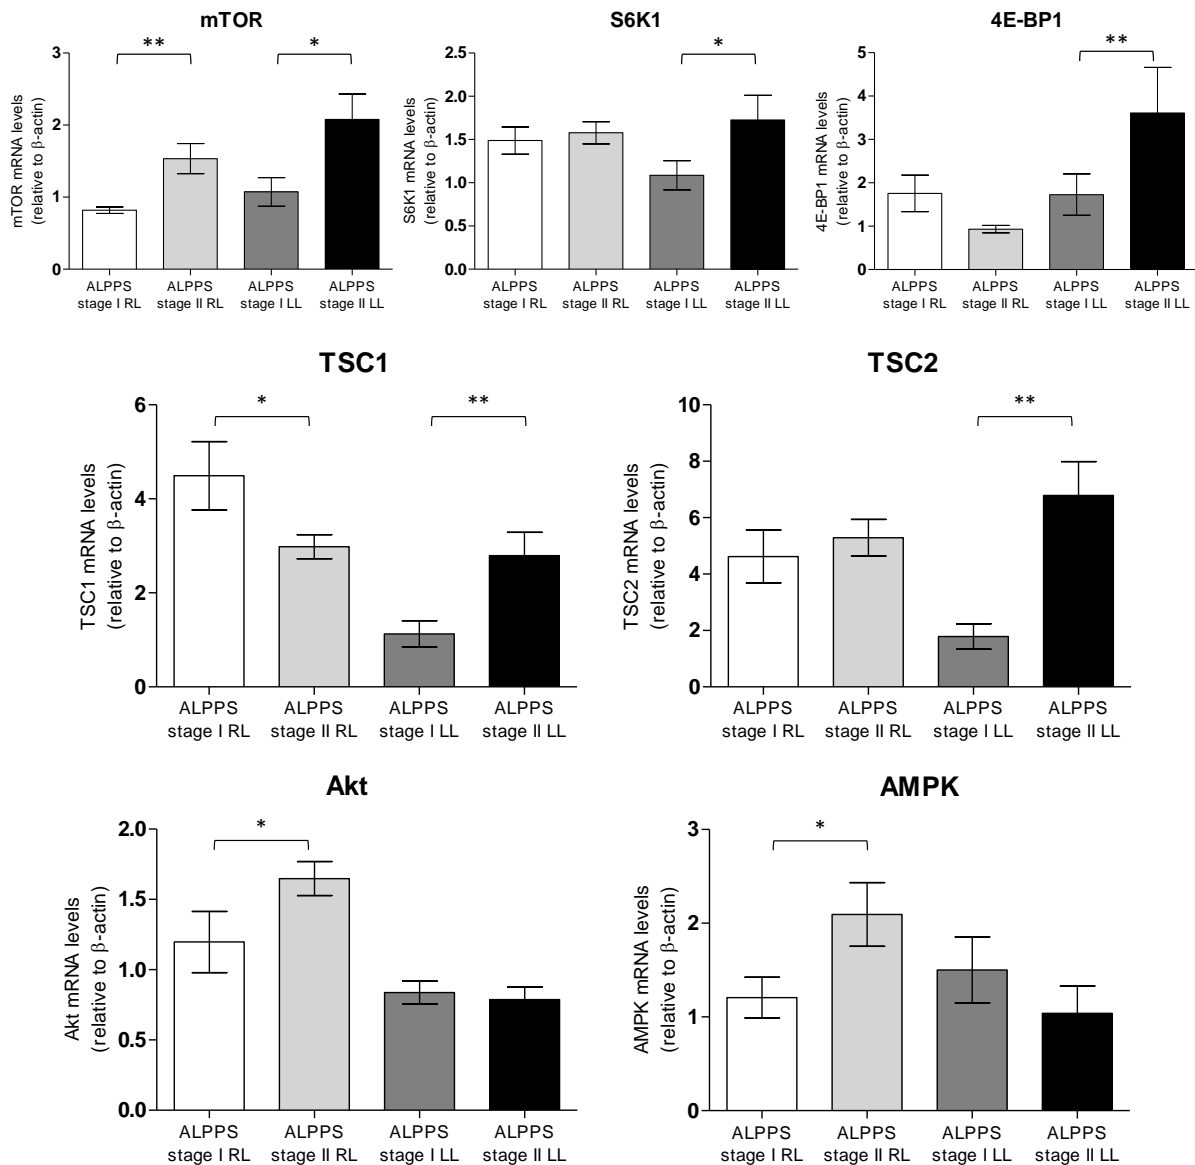 mTOR
mTOR mRNA levels
(relative to β-actin)
3
2
1
0
**
*
ALPPS
stage I RL
ALPPS
stage II RL
ALPPS
stage I LL
ALPPS
stage II LL
S6K1
S6K1 mRNA levels
(relative to β-actin)
2.5
2.0
1.5
1.0
0.5
0.0
*
ALPPS
stage I RL
ALPPS
stage II RL
ALPPS
stage I LL
ALPPS
stage II LL
4E-BP1
4E-BP1 mRNA levels
(relative to β-actin)
5
4
3
2
1
0
**
ALPPS
stage I RL
ALPPS
stage II RL
ALPPS
stage I LL
ALPPS
stage II LL
TSC1
TSC1 mRNA levels
(relative to β-actin)
6
4
2
0
*
**
ALPPS
stage I RL
ALPPS
stage II RL
ALPPS
stage I LL
ALPPS
stage II LL
TSC2
TSC2 mRNA levels
(relative to β-actin)
10
8
6
4
2
0
**
ALPPS
stage I RL
ALPPS
stage II RL
ALPPS
stage I LL
ALPPS
stage II LL
Akt
Akt mRNA levels
(relative to β-actin)
2.0
1.5
1.0
0.5
0.0
*
ALPPS
stage I RL
ALPPS
stage II RL
ALPPS
stage I LL
ALPPS
stage II LL
AMPK
AMPK mRNA levels
(relative to β-actin)
3
2
1
0
*
ALPPS
stage I RL
ALPPS
stage II RL
ALPPS
stage I LL
ALPPS
stage II LL